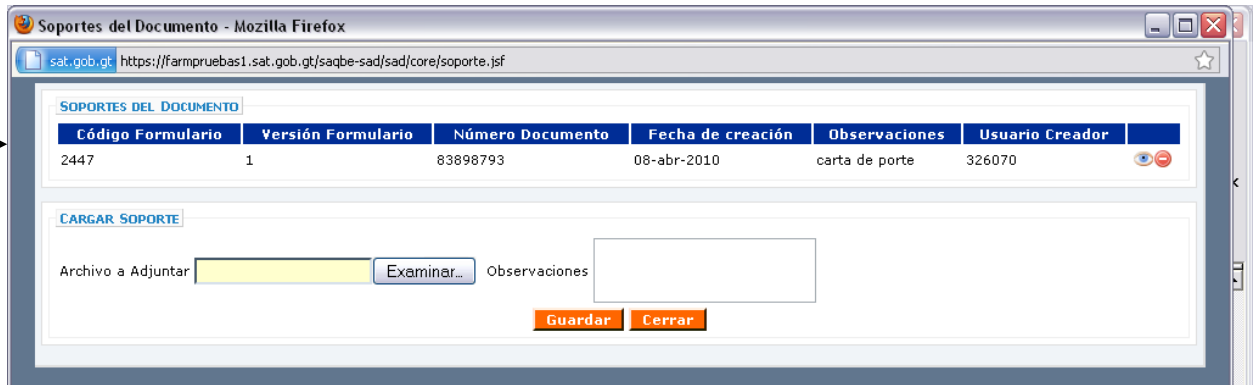 Soportes del Documento - Mozilla Firefox
sat.gob.gt https://farmpruebas1.sat.gob.gt/saqbe-sad/sad/core/soporte.jsf
SOPORTES DEL DOCUMENTO
Código Formulario Versión Formulario Número Documento Fecha de creación Observaciones Usuario Creador
2447 1 83898793 08-abr-2010 carta de porte 326070
CARGAR SOPORTE
Archivo a Adjuntar Examinar... Observaciones
Guardar Cerrar